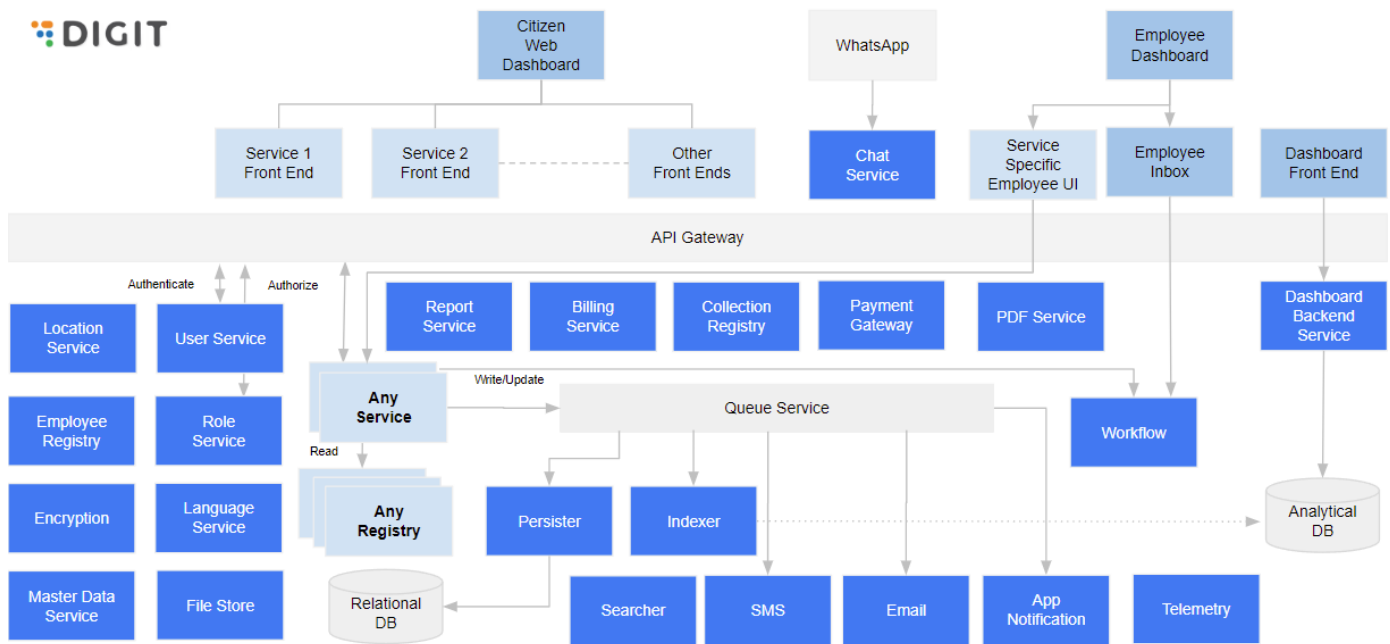 DIGIT
Citizen
Web
Dashboard
WhatsApp
Employee
Dashboard
Service 1
Front End
Service 2
Front End
Other
Front Ends
Chat
Service
Service
Specific
Employee UI
Employee
Inbox
Dashboard
Front End
API Gateway
Authenticate
Authorize
Location
Service
User Service
Report
Service
Billing
Service
Collection
Registry
Payment
Gateway
PDF Service
Dashboard
Backend
Service
Any
Service
Write/Update
Queue Service
Employee
Registry
Role
Service
Workflow
Read
Encryption
Language
Service
Any
Registry
Persister
Indexer
Analytical
DB
Master Data
Service
File Store
Relational
DB
Searcher
SMS
Email
App
Notification
Telemetry